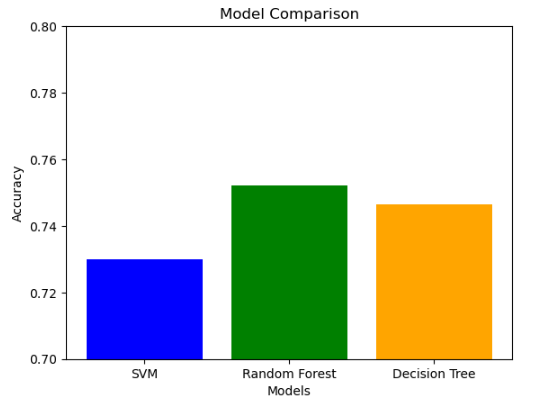 Model Comparison
0.80
0.78
0.76
0.74
0.72
0.70
Accuracy
SVM
Random Forest
Decision Tree
Models